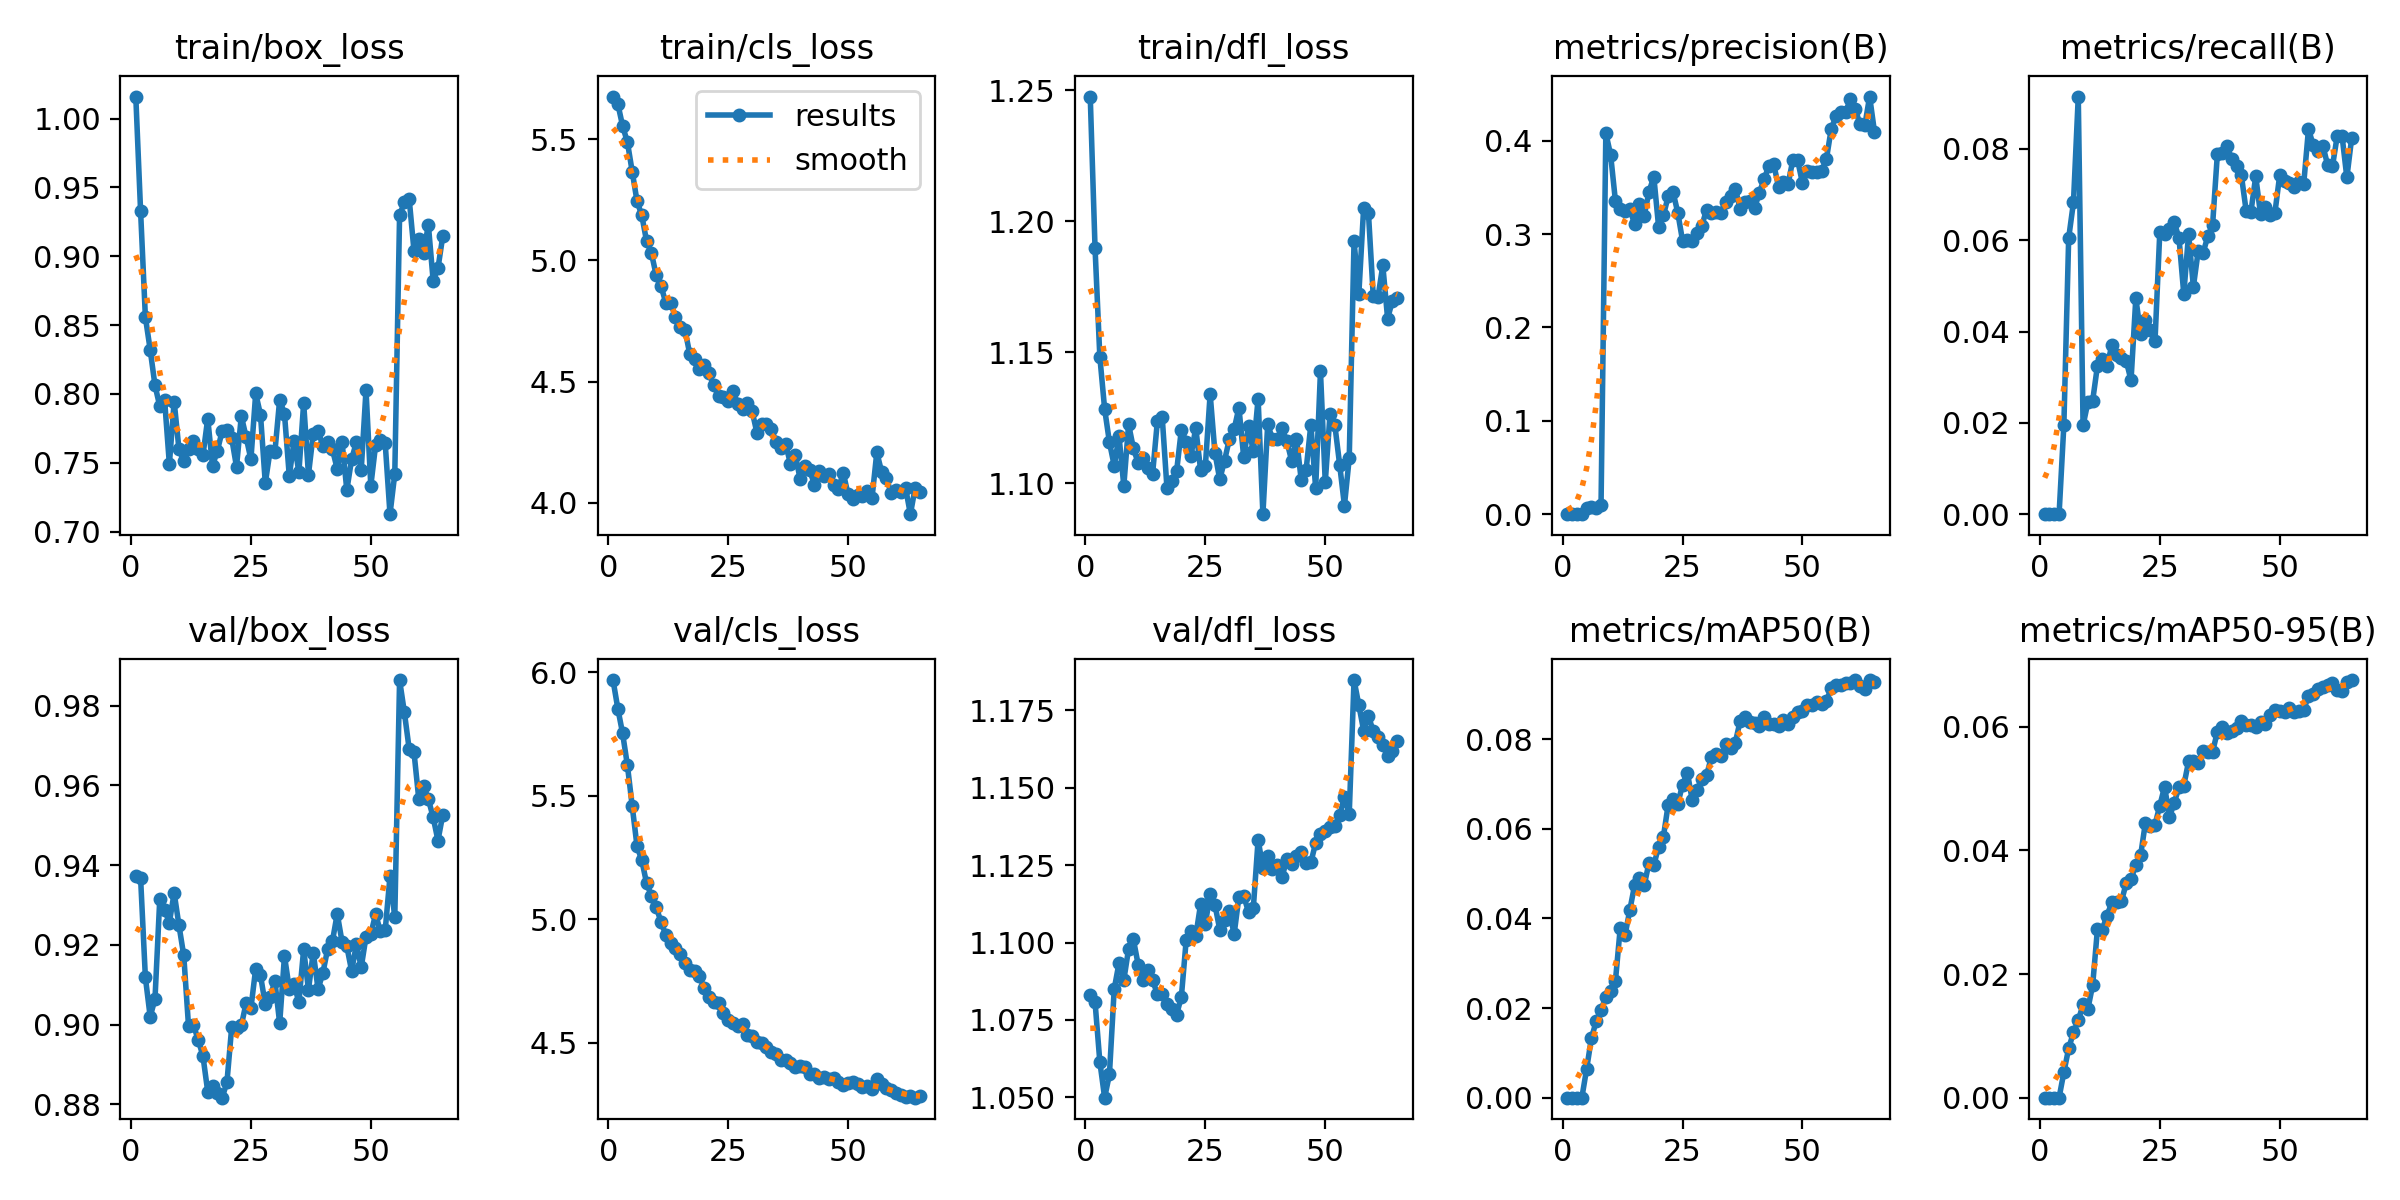 train/box_loss
1.00
0.95
0.90
0.85
0.80
0.75
0.70
0 25 50
train/cls_loss
results
smooth
5.5
5.0
4.5
4.0
0 25 50
train/dfl_loss
1.25
1.20
1.15
1.10
0 25 50
metrics/precision(B)
0.4
0.3
0.2
0.1
0.0
0 25 50
metrics/recall(B)
0.08
0.06
0.04
0.02
0.00
0 25 50
val/box_loss
0.98
0.96
0.94
0.92
0.90
0.88
0 25 50
val/cls_loss
6.0
5.5
5.0
4.5
0 25 50
val/dfl_loss
1.175
1.150
1.125
1.100
1.075
1.050
0 25 50
metrics/mAP50(B)
0.08
0.06
0.04
0.02
0.00
0 25 50
metrics/mAP50-95(B)
0.06
0.04
0.02
0.00
0 25 50